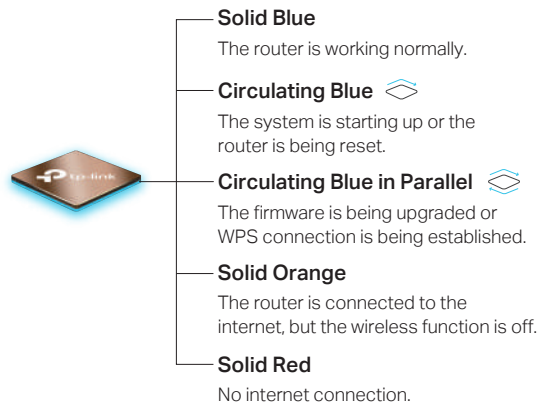 Solid Blue
The router is working normally.
Circulating Blue
The system is starting up or the
router is being reset.
tp-link
Circulating Blue in Parallel
The firmware is being upgraded or
WPS connection is being established.
Solid Orange
The router is connected to the
internet, but the wireless function is off.
Solid Red
No internet connection.